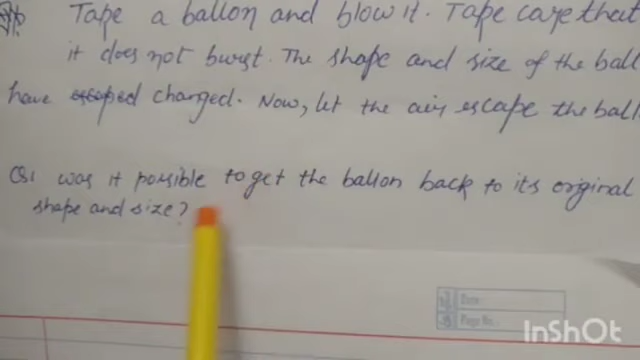 Tape a ballon and blow it. Tape care that
it does not burst. The shape and size of the ball
have changed. Now, let the air escape the ball
Q1 was it possible to get the ballon back to its original
shape and size?
Date
Page No.
InShOt